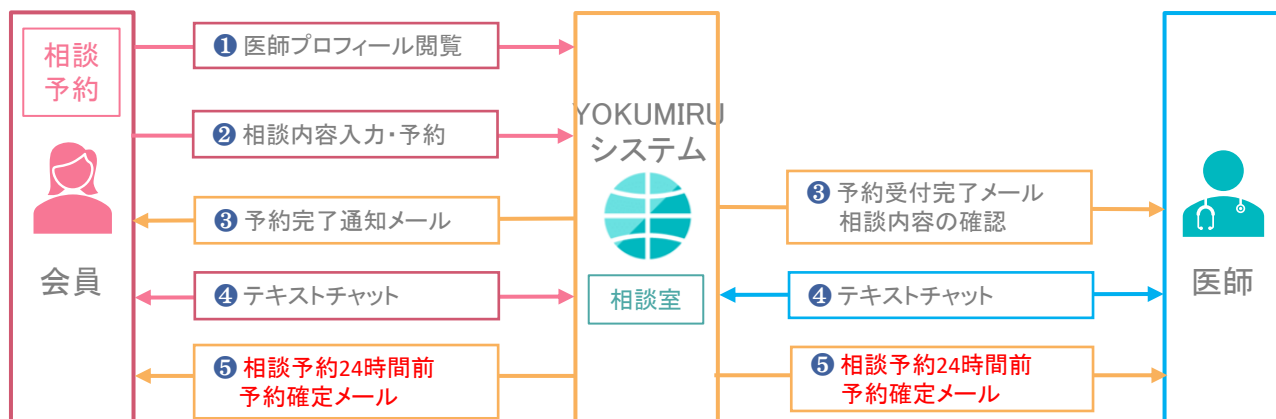 相談
予約
会員
❶ 医師プロフィール閲覧
❷ 相談内容入力・予約
❸ 予約完了通知メール
❹ テキストチャット
❺ 相談予約24時間前
予約確定メール
YOKUMIRU
システム
相談室
❸ 予約受付完了メール
相談内容の確認
❹ テキストチャット
❺ 相談予約24時間前
予約確定メール
医師